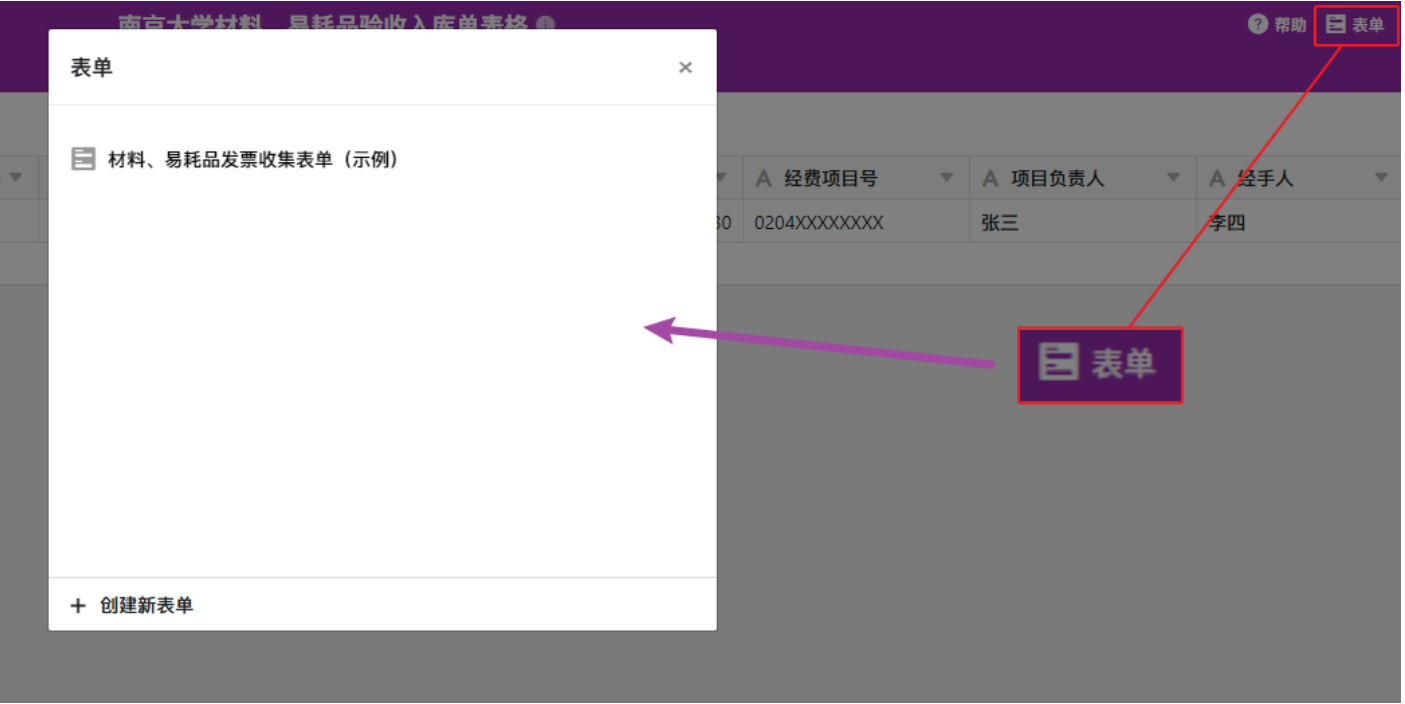 南京大学材料、易耗品验收入库单表格
帮助 表单
表单
材料、易耗品发票收集表单（示例）
经费项目号 项目负责人 经手人
30 0204XXXXXXXX 张三 李四
表单
创建新表单